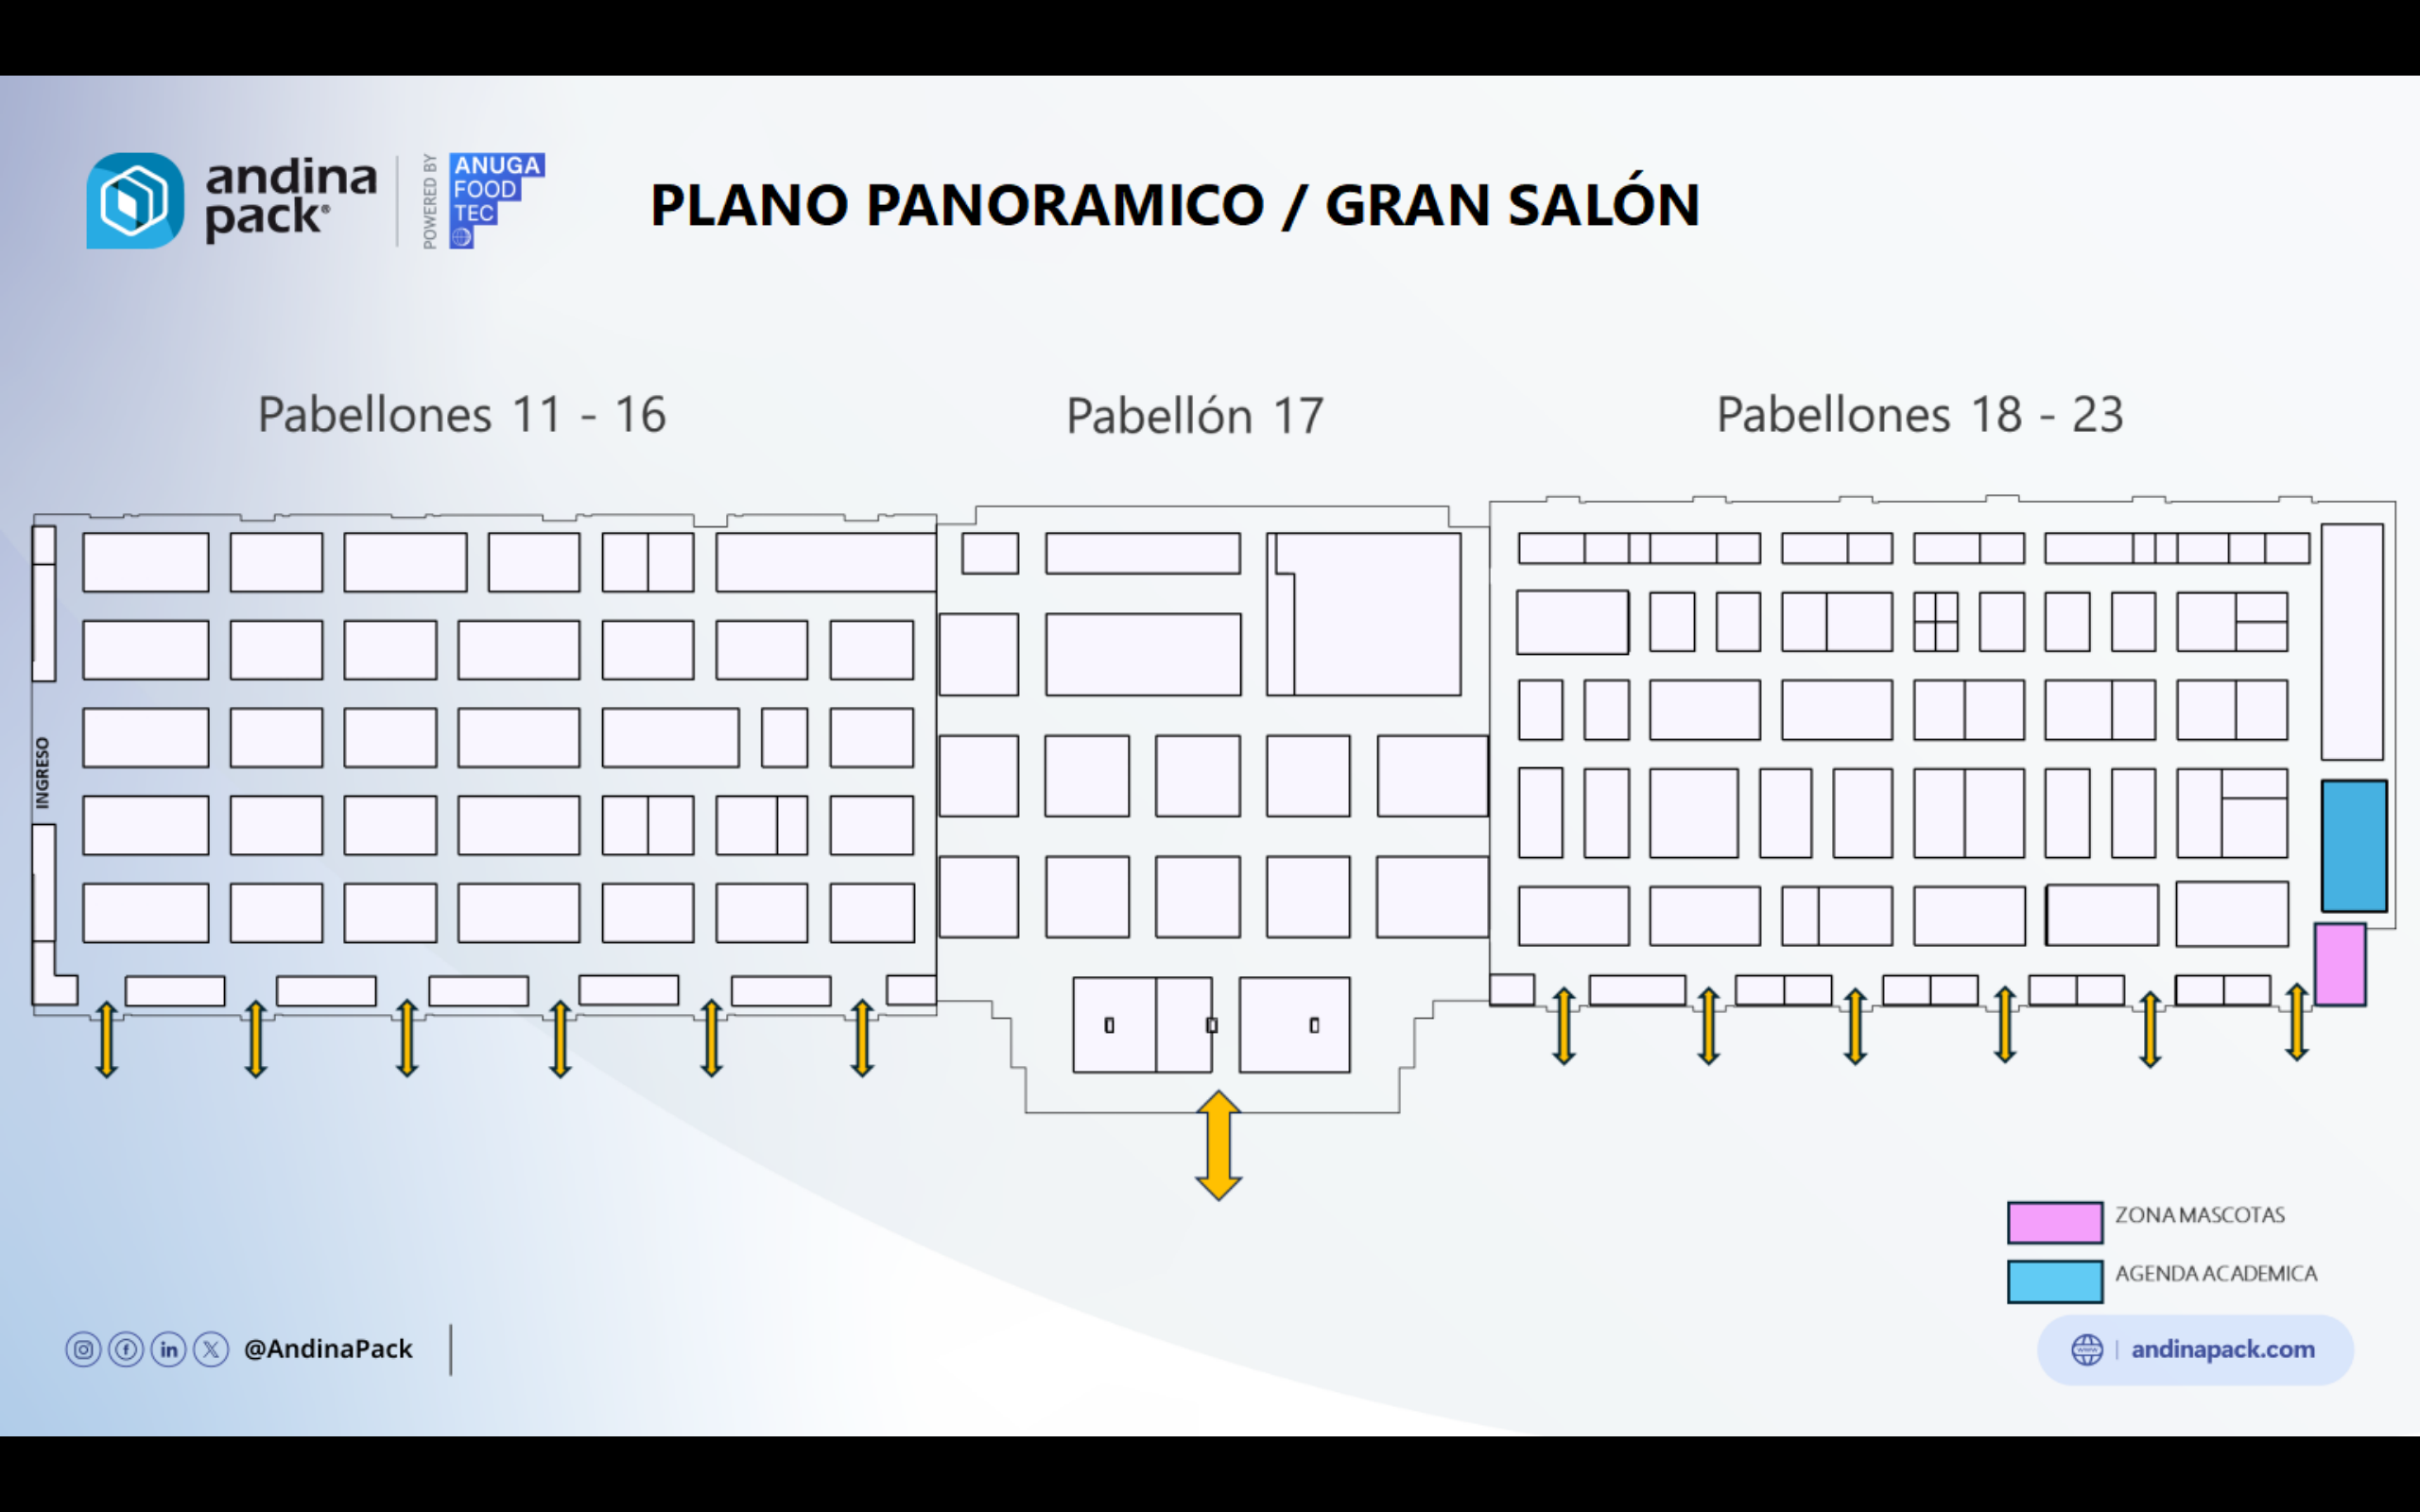 andina
pack®
POWERED BY
ANUGA
FOOD
TEC
PLANO PANORAMICO / GRAN SALÓN
Pabellones 11 - 16
Pabellón 17
Pabellones 18 - 23
INGRESO
ZONA MASCOTAS
AGENDA ACADEMICA
@AndinaPack
andinapack.com